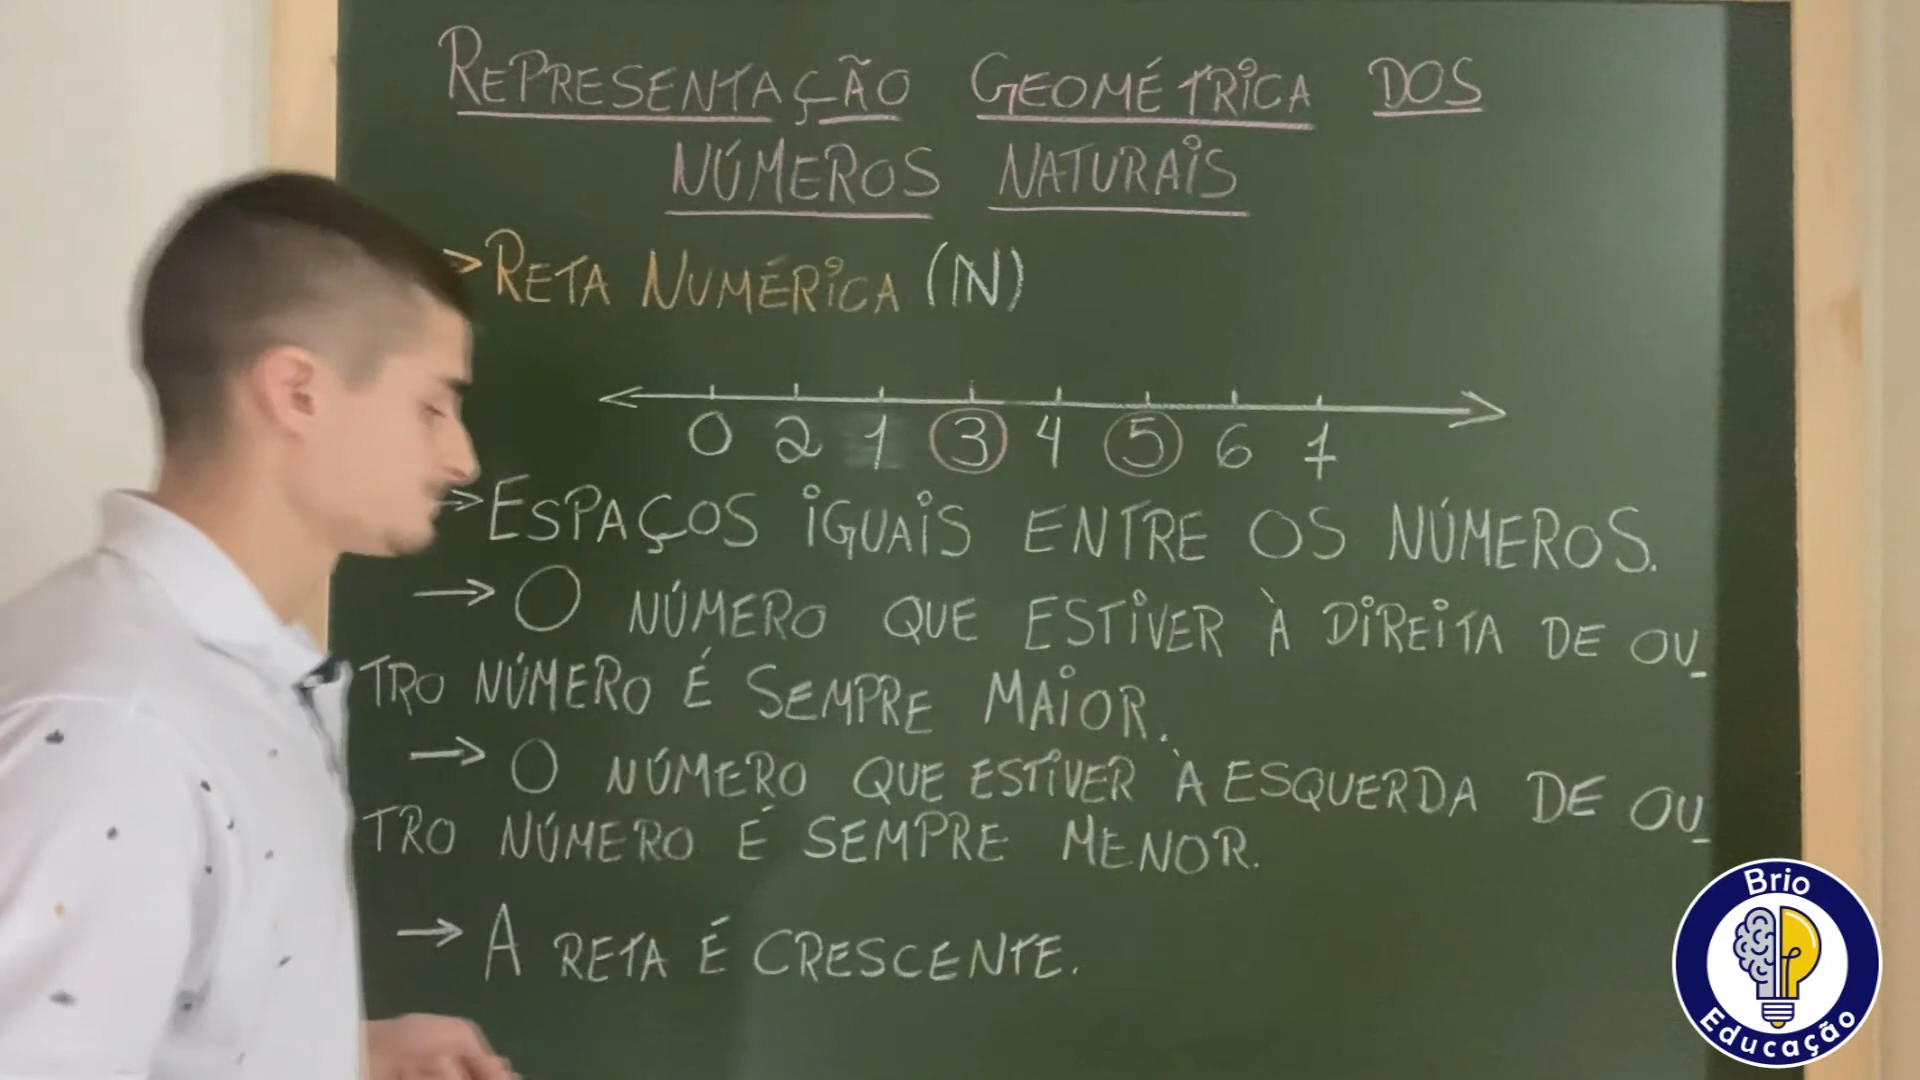 REPRESENTAÇÃO GEOMÉTRICA DOS
NÚMEROS NATURAIS
> RETA NUMÉRICA (N)
0 2 1 3 4 5 6 7
→ ESPAÇOS IGUAIS ENTRE OS NÚMEROS.
→ O NÚMERO QUE ESTIVER À DIREITA DE OU_
TRO NÚMERO É SEMPRE MAIOR.
→ O NÚMERO QUE ESTIVER À ESQUERDA DE OU_
TRO NÚMERO É SEMPRE MENOR.
→ A RETA É CRESCENTE.
Brio
Educação